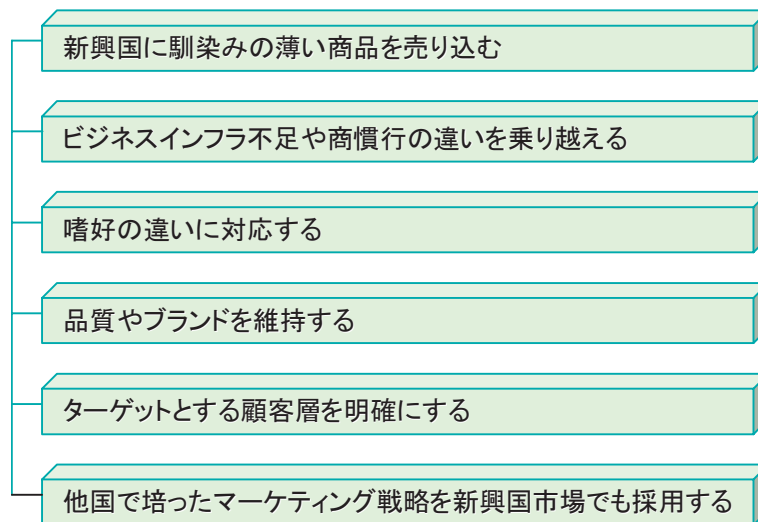 新興国に馴染みの薄い商品を売り込む
ビジネスインフラ不足や商慣行の違いを乗り越える
嗜好の違いに対応する
品質やブランドを維持する
ターゲットとする顧客層を明確にする
他国で培ったマーケティング戦略を新興国市場でも採用する